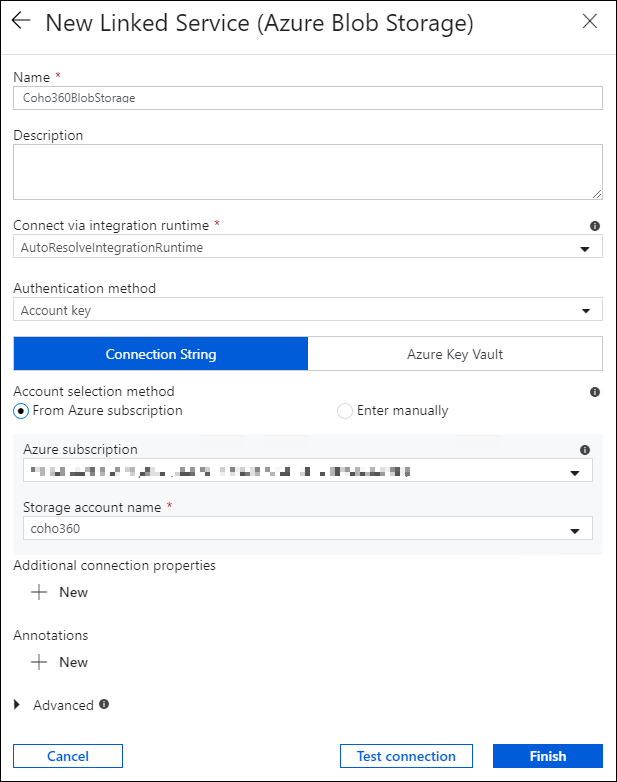 New Linked Service (Azure Blob Storage)
Name *
Coho360BlobStorage
Description
Connect via integration runtime *
AutoResolveIntegrationRuntime
Authentication method
Account key
Connection String
Azure Key Vault
Account selection method
From Azure subscription
Enter manually
Azure subscription
Storage account name *
coho360
Additional connection properties
New
Annotations
New
Advanced
Cancel
Test connection
Finish